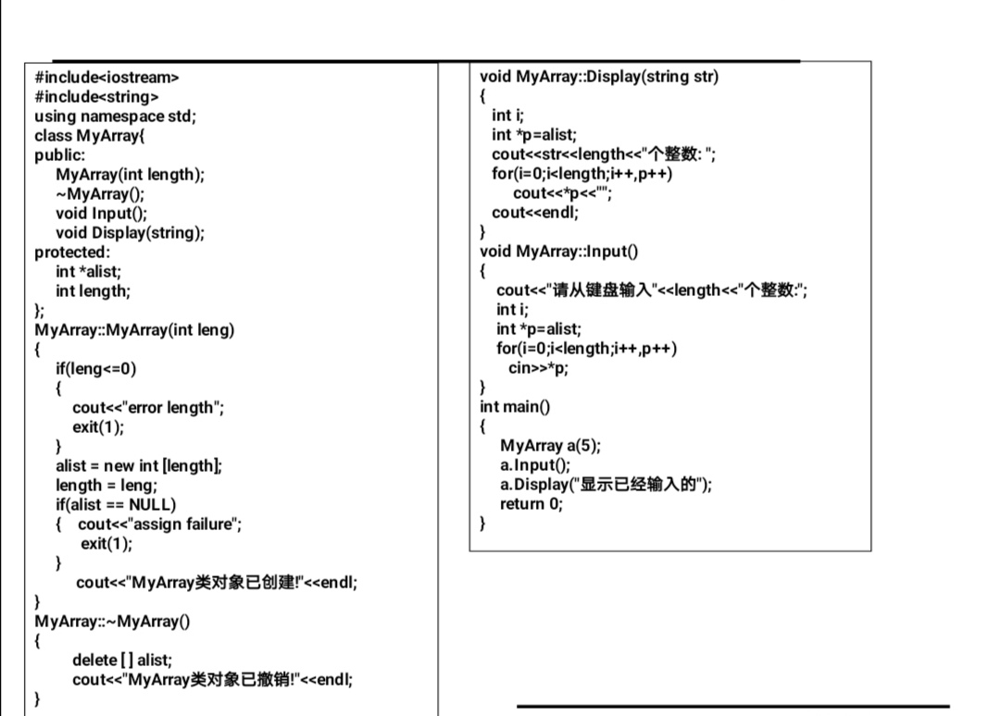 #include<iostream>
#include<string>
using namespace std;
class MyArray{
public:
MyArray(int length);
~MyArray();
void Input();
void Display(string);
protected:
int *alist;
int length;
};
MyArray::MyArray(int leng)
{
if(leng<=0)
{
cout<<"error length";
exit(1);
}
alist = new int [length];
length = leng;
if(alist == NULL)
{ cout<<"assign failure";
exit(1);
}
cout<<"MyArray类对象已创建!"<<endl;
}
MyArray::~MyArray()
{
delete [ ] alist;
cout<<"MyArray类对象已撤销!"<<endl;
}
void MyArray::Display(string str)
{
int i;
int *p=alist;
cout<<str<<length<<"个整数: ";
for(i=0;i<length;i++,p++)
cout<<*p<<"";
cout<<endl;
}
void MyArray::Input()
{
cout<<"请从键盘输入"<<length<<"个整数:";
int i;
int *p=alist;
for(i=0;i<length;i++,p++)
cin>>*p;
}
int main()
{
MyArray a(5);
a.Input();
a.Display("显示已经输入的");
return 0;
}